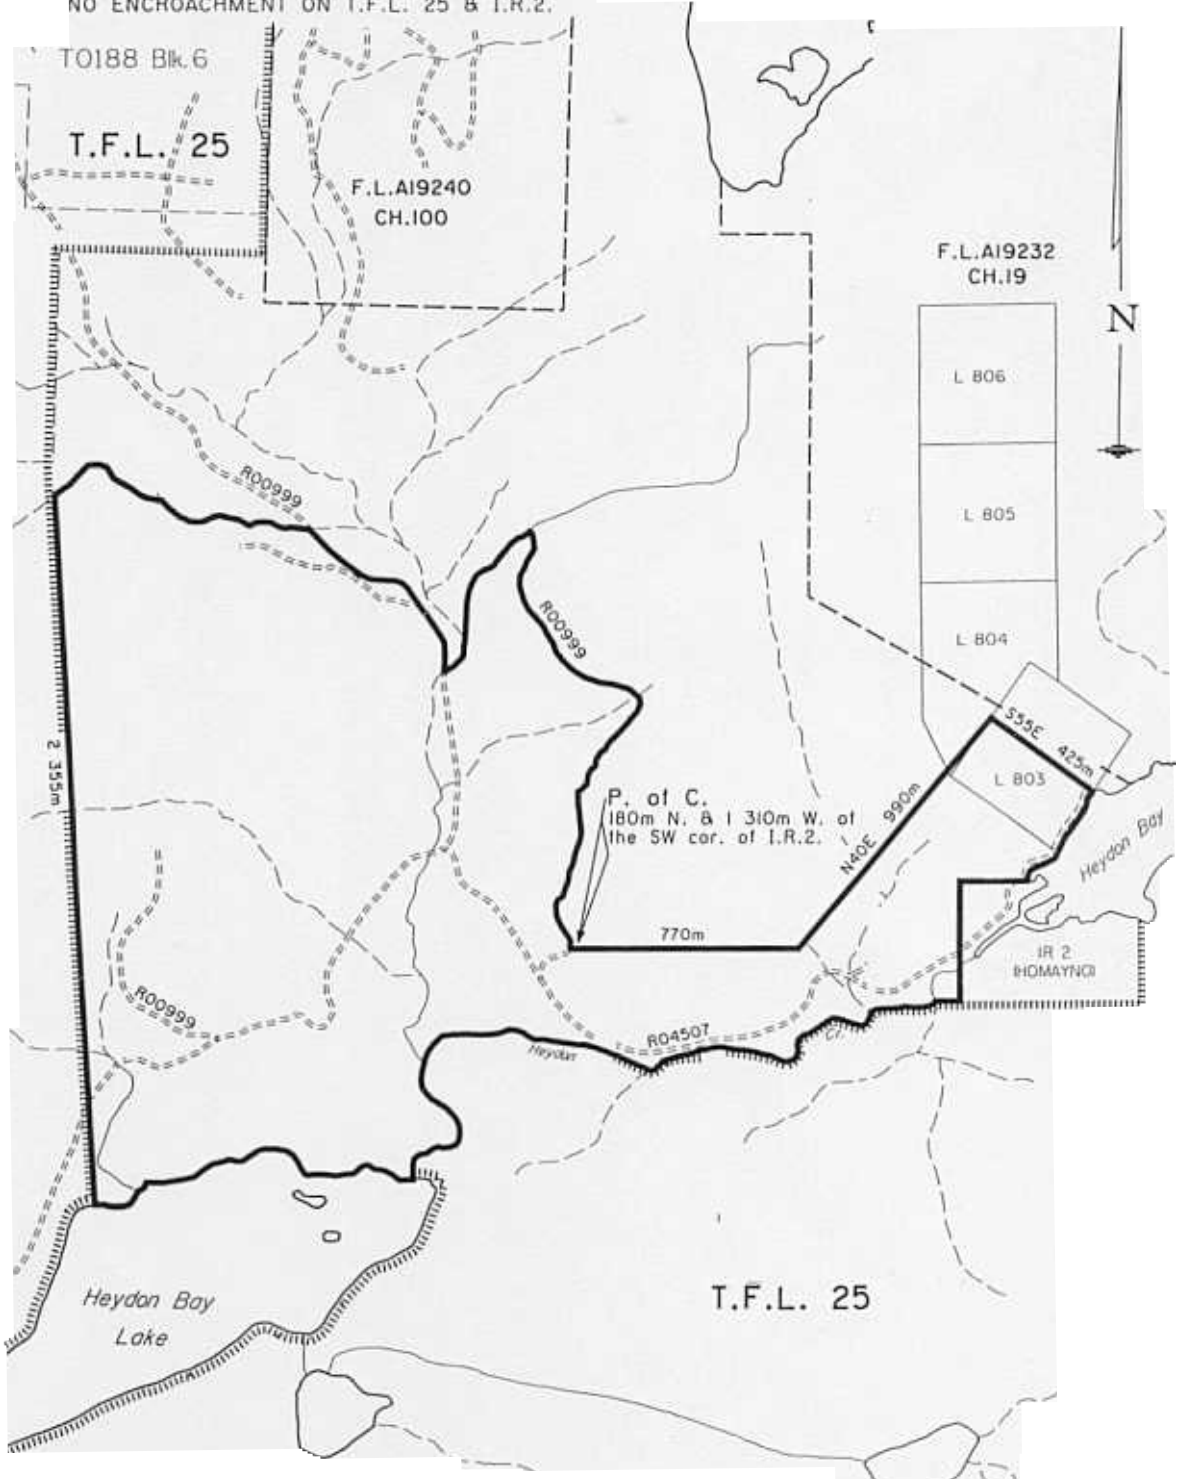 NO ENCROACHMENT ON T.F.L. 25 & I.R.2.
T0188 Blk.6
T.F.L. 25
F.L.A19240
CH.100
F.L.A19232
CH.19
N
L 806
L 805
L 804
R00999
R00999
S55E 425m
L 803
2 355m
P. of C.
180m N. & 1 310m W. of
the SW cor. of I.R.2.
N40E 990m
Heydon Bay
770m
IR 2
(HOMAYNO)
R00999
R04507
Heydon
Cr.
Heydon Bay
Lake
T.F.L. 25